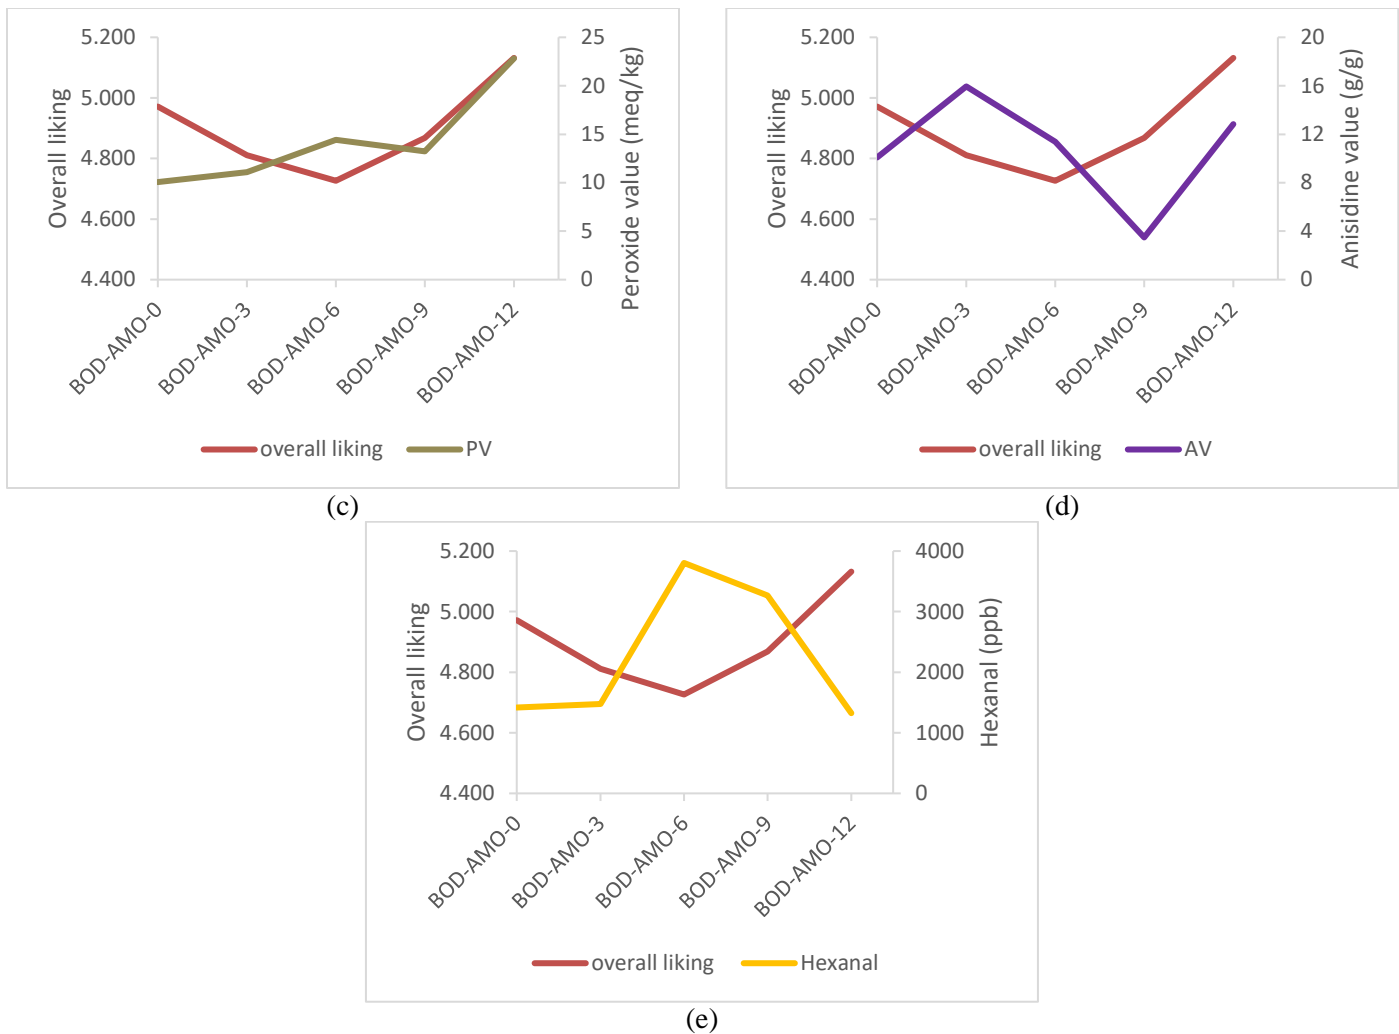 5.200
5.000
4.800
4.600
4.400
Overall liking
25
20
15
10
5
0
Peroxide value (meq/kg)
BOD-AMO-0
BOD-AMO-3
BOD-AMO-6
BOD-AMO-9
BOD-AMO-12
overall liking
PV
(c)
5.200
5.000
4.800
4.600
4.400
Overall liking
20
16
12
8
4
0
Anisidine value (g/g)
BOD-AMO-0
BOD-AMO-3
BOD-AMO-6
BOD-AMO-9
BOD-AMO-12
overall liking
AV
(d)
5.200
5.000
4.800
4.600
4.400
Overall liking
4000
3000
2000
1000
0
Hexanal (ppb)
BOD-AMO-0
BOD-AMO-3
BOD-AMO-6
BOD-AMO-9
BOD-AMO-12
overall liking
Hexanal
(e)